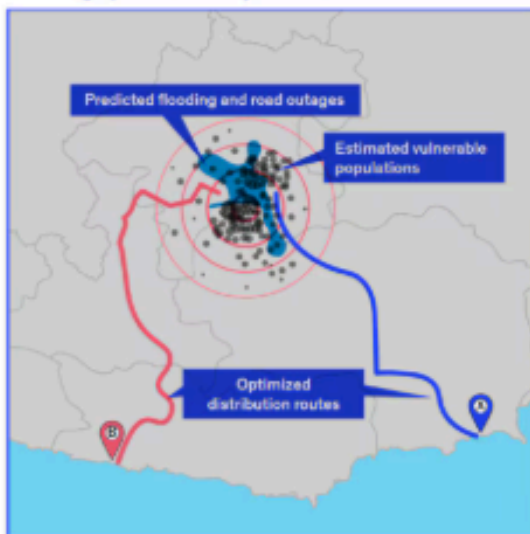 Predicted flooding and road outages
Estimated vulnerable
populations
Optimized
distribution routes
B
A